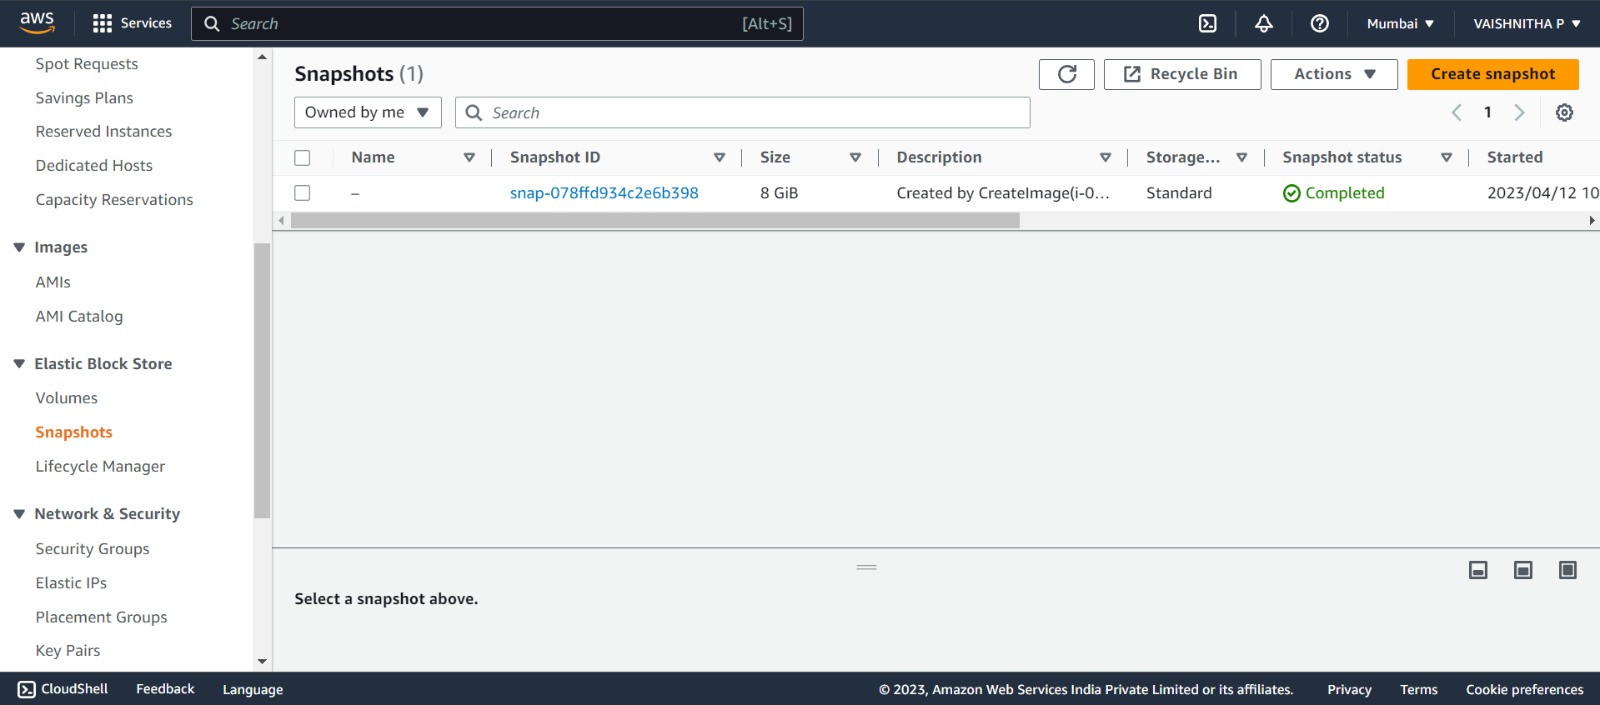 aws
Services
Search
[Alt+S]
Mumbai
VAISHNITHA P
Spot Requests
Savings Plans
Reserved Instances
Dedicated Hosts
Capacity Reservations
Images
AMIs
AMI Catalog
Elastic Block Store
Volumes
Snapshots
Lifecycle Manager
Network & Security
Security Groups
Elastic IPs
Placement Groups
Key Pairs
Snapshots (1)
Recycle Bin
Actions
Create snapshot
Owned by me
Search
1
Name Snapshot ID Size Description Storage... Snapshot status Started
– snap-078ffd934c2e6b398 8 GiB Created by CreateImage(i-0... Standard Completed 2023/04/12 10
Select a snapshot above.
CloudShell Feedback Language © 2023, Amazon Web Services India Private Limited or its affiliates. Privacy Terms Cookie preferences